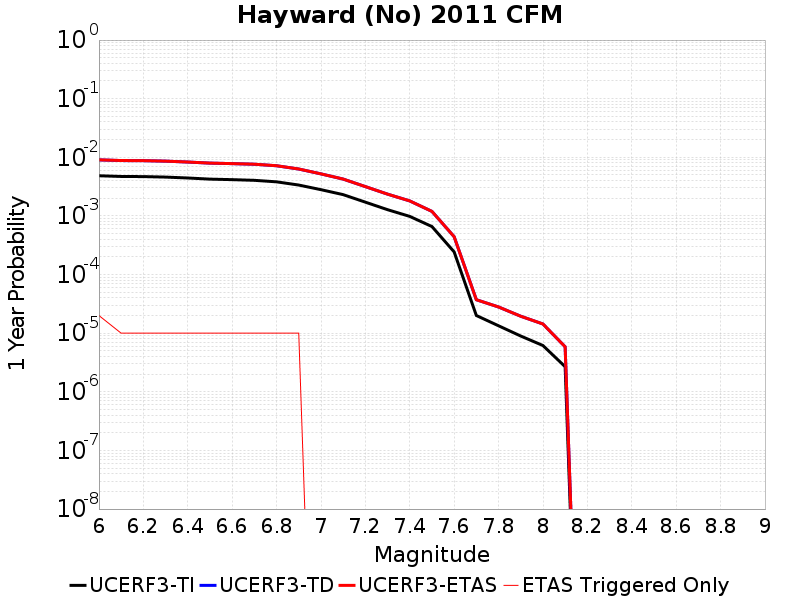 Hayward (No) 2011 CFM
10^0
10^-1
10^-2
10^-3
10^-4
10^-5
10^-6
10^-7
10^-8
1 Year Probability
6 6.2 6.4 6.6 6.8 7 7.2 7.4 7.6 7.8 8 8.2 8.4 8.6 8.8 9
Magnitude
UCERF3-TI UCERF3-TD UCERF3-ETAS ETAS Triggered Only